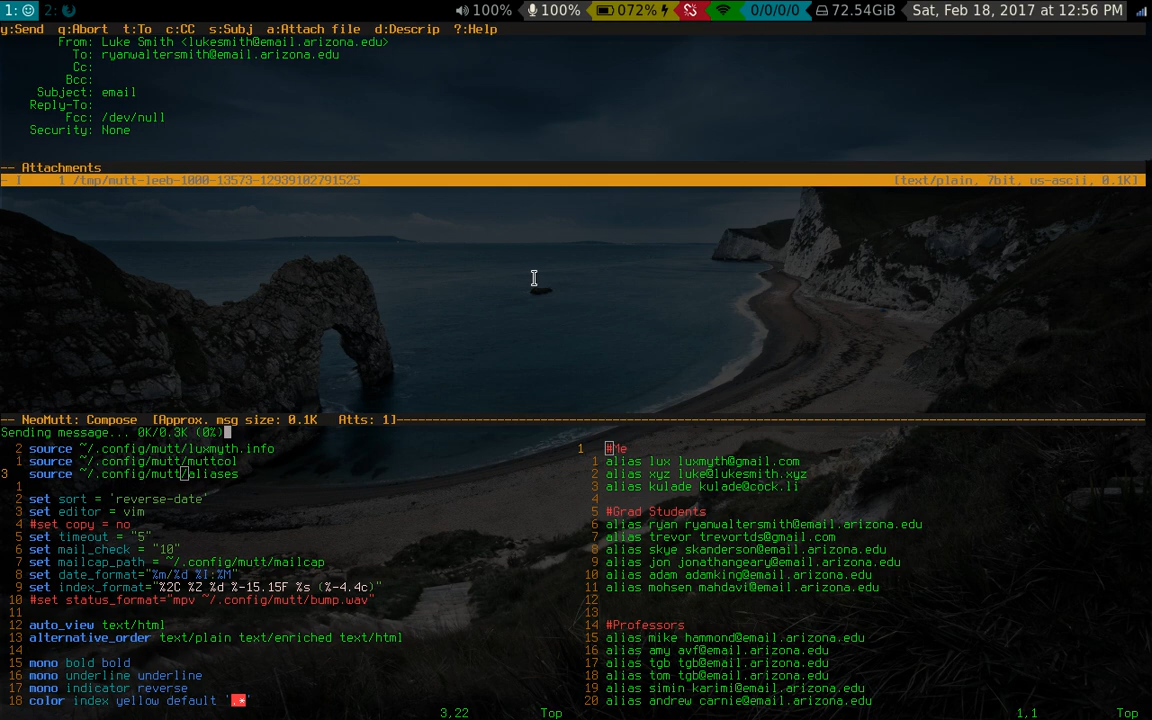 1: 2: 100% 100% 072% 0/0/0/0 72.54GiB Sat, Feb 18, 2017 at 12:56 PM
y:Send q:Abort t:To c:CC s:Subj a:Attach file d:Descrip ?:Help
From: Luke Smith <lukesmith@email.arizona.edu>
To: ryanwaltersmith@email.arizona.edu
Cc:
Bcc:
Subject: email
Reply-To:
Fcc: /dev/null
Security: None
-- Attachments
- I 1 /tmp/mutt-leeb-1000-13573-12939102791525 [text/plain, 7bit, us-ascii, 0.1K]
-- NeoMutt: Compose [Approx. msg size: 0.1K Atts: 1]
Sending message... 0K/0.3K (0%)
2 source ~/.config/mutt/luxmyth.info
1 source ~/.config/mutt/muttcol
3 source ~/.config/mutt/aliases
1
2 set sort = 'reverse-date'
3 set editor = vim
4 #set copy = no
5 set timeout = "5"
6 set mail_check = "10"
7 set mailcap_path = ~/.config/mutt/mailcap
8 set date_format="%m/%d %I:%M"
9 set index_format="%2C %Z %d %-15.15F %s (%-4.4c)"
10 #set status_format="mpv ~/.config/mutt/bump.wav"
11
12 auto_view text/html
13 alternative_order text/plain text/enriched text/html
14
15 mono bold bold
16 mono underline underline
17 mono indicator reverse
18 color index yellow default '.*'
3,22 Top
1 #Me
1 alias lux luxmyth@gmail.com
2 alias xyz luke@lukesmith.xyz
3 alias kulade kulade@cock.li
4
5 #Grad Students
6 alias ryan ryanwaltersmith@email.arizona.edu
7 alias trevor trevortds@gmail.com
8 alias skye skanderson@email.arizona.edu
9 alias jon jonathangeary@email.arizona.edu
10 alias adam adamking@email.arizona.edu
11 alias mohsen mahdavi@email.arizona.edu
12
13
14 #Professors
15 alias mike hammond@email.arizona.edu
16 alias amy avf@email.arizona.edu
17 alias tgb tgb@email.arizona.edu
18 alias tom tgb@email.arizona.edu
19 alias simin karimi@email.arizona.edu
20 alias andrew carnie@email.arizona.edu
1,1 Top